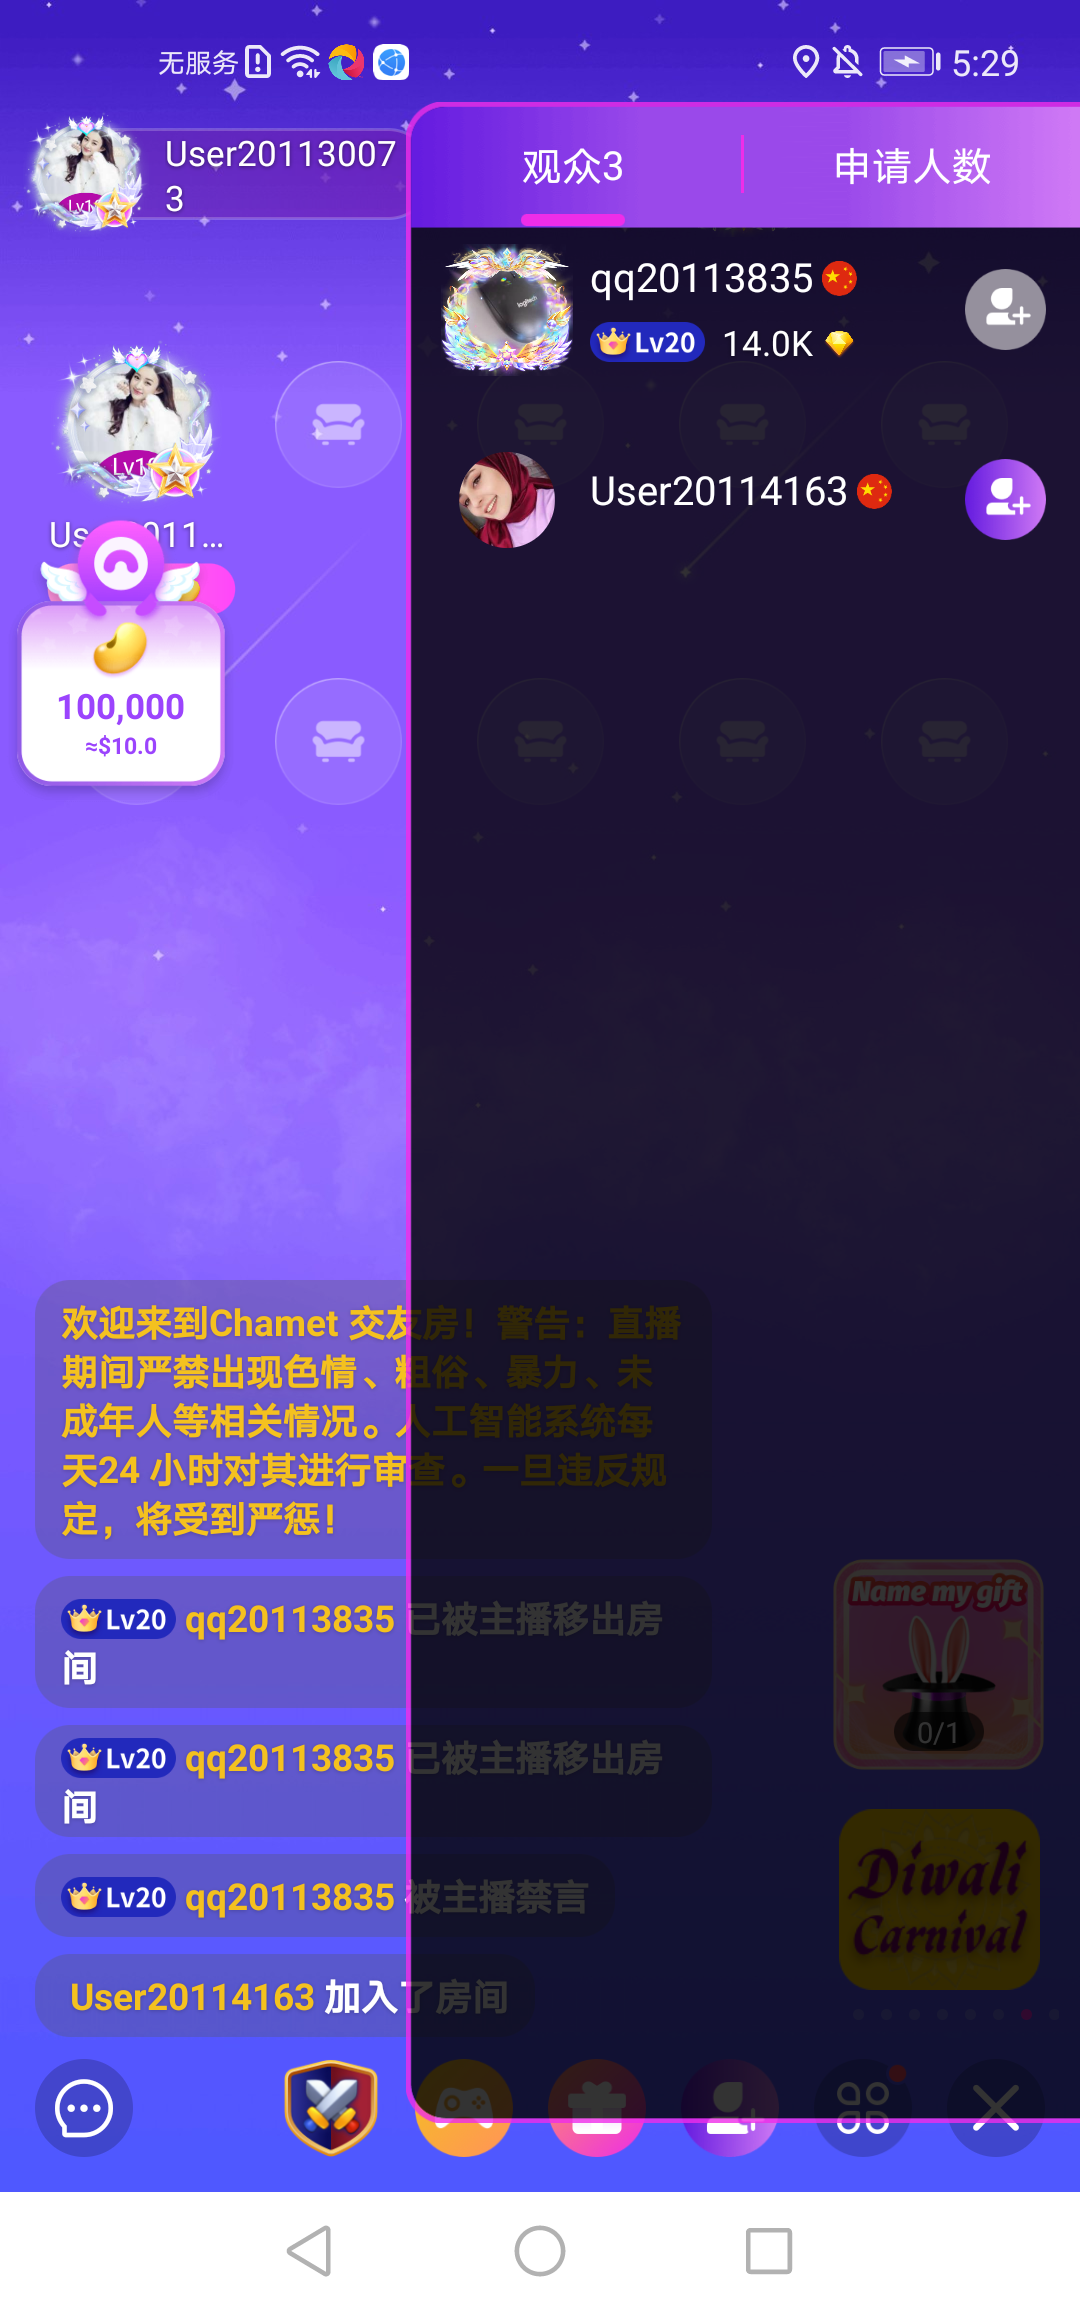 无服务
5:29
User20113007
3
Lv1
观众3
申请人数
qq20113835
Lv20 14.0K
logitech
User20114163
Lv1
Us 2011...
100,000
≈$10.0
欢迎来到Chamet 交友房！警告：直播
期间严禁出现色情、粗俗、暴力、未
成年人等相关情况。人工智能系统每
天24 小时对其进行审查。一旦违反规
定，将受到严惩！
Lv20 qq20113835 已被主播移出房
间
Lv20 qq20113835 已被主播移出房
间
Lv20 qq20113835 被主播禁言
User20114163 加入了房间
Name my gift
0/1
Diwali
Carnival